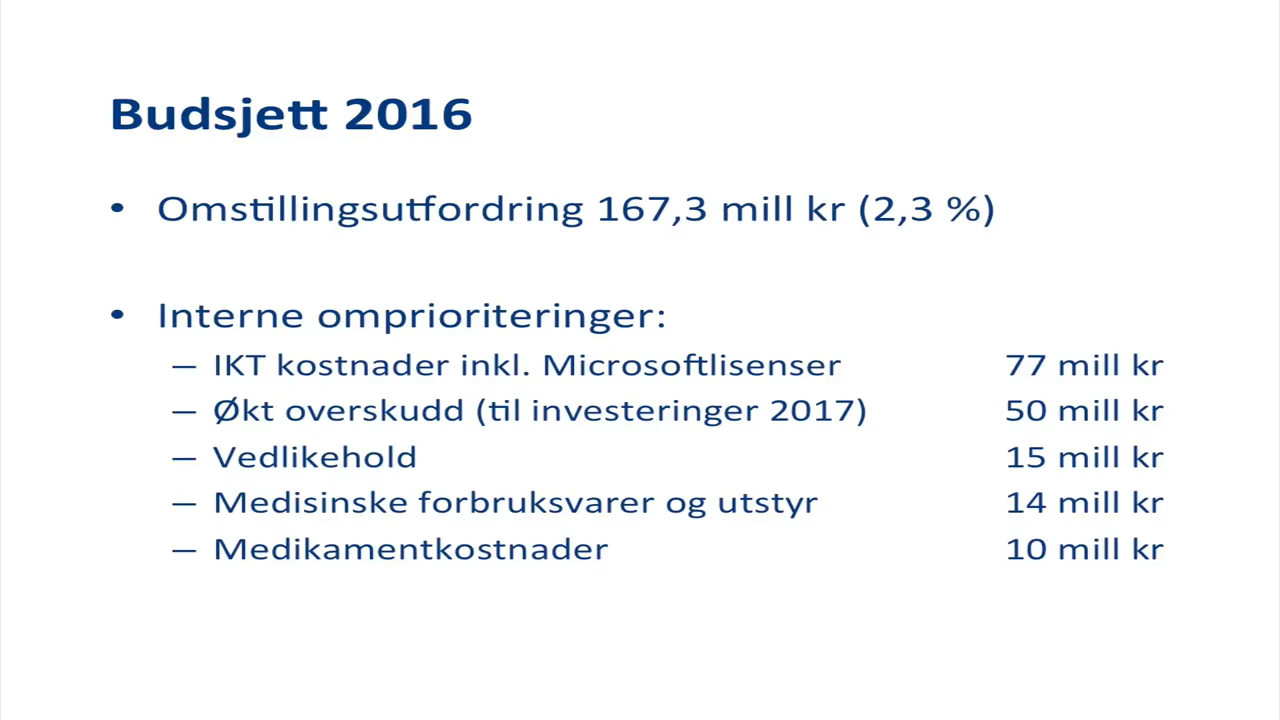 Budsjett 2016
• Omstillingsutfordring 167,3 mill kr (2,3 %)
• Interne omprioriteringer:
– IKT kostnader inkl. Microsoftlisenser 77 mill kr
– Økt overskudd (til investeringer 2017) 50 mill kr
– Vedlikehold 15 mill kr
– Medisinske forbruksvarer og utstyr 14 mill kr
– Medikamentkostnader 10 mill kr